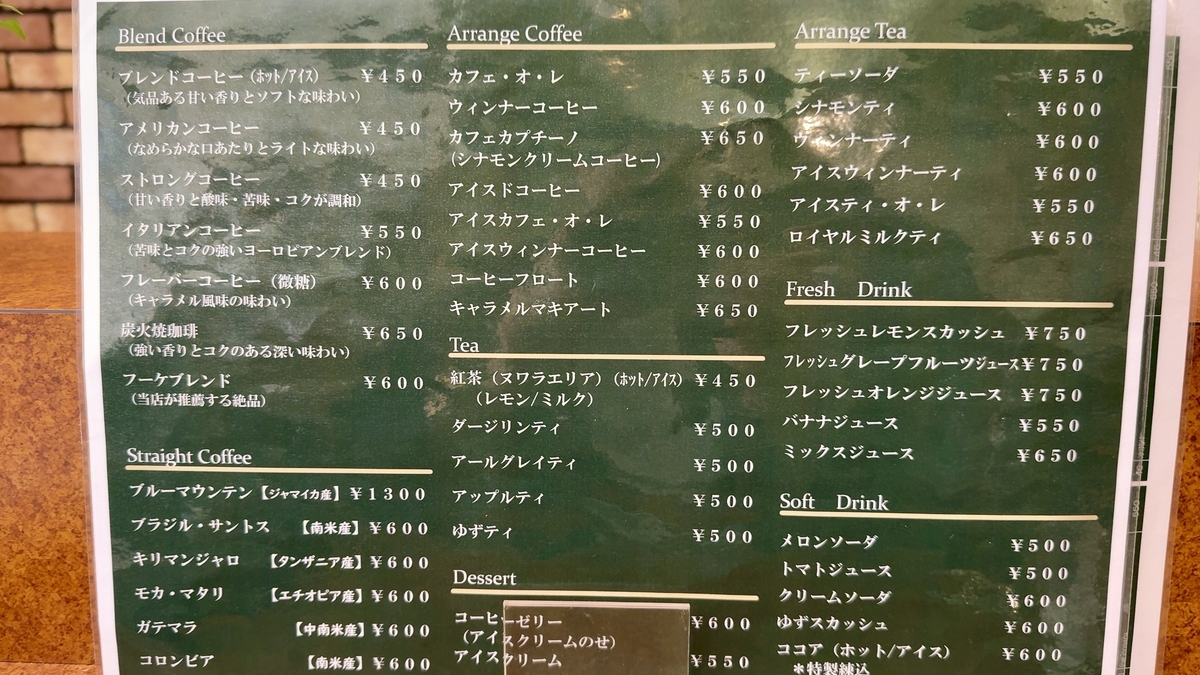 Blend Coffee
ブレンドコーヒー(ホット/アイス) ￥450
(気品ある甘い香りとソフトな味わい)
アメリカンコーヒー ￥450
(なめらかな口あたりとライトな味わい)
ストロングコーヒー ￥450
(甘い香りと酸味・苦味・コクが調和)
イタリアンコーヒー ￥550
(苦味とコクの強いヨーロピアンブレンド)
フレーバーコーヒー(微糖) ￥600
(キャラメル風味の味わい)
炭火焼珈琲 ￥650
(強い香りとコクのある深い味わい)
フーケブレンド ￥600
(当店が推薦する絶品)
Straight Coffee
ブルーマウンテン【ジャマイカ産】￥1300
ブラジル・サントス 【南米産】￥600
キリマンジャロ 【タンザニア産】￥600
モカ・マタリ 【エチオピア産】￥600
ガテマラ 【中南米産】￥600
コロンビア 【南米産】￥600
Arrange Coffee
カフェ・オ・レ ￥550
ウィンナーコーヒー ￥600
カフェカプチーノ ￥650
(シナモンクリームコーヒー)
アイスドコーヒー ￥600
アイスカフェ・オ・レ ￥550
アイスウィンナーコーヒー ￥600
コーヒーフロート ￥600
キャラメルマキアート ￥650
Tea
紅茶(ヌワラエリア)(ホット/アイス) ￥450
(レモン/ミルク)
ダージリンティ ￥500
アールグレイティ ￥500
アップルティ ￥500
ゆずティ ￥500
Dessert
コーヒーゼリー ￥600
(アイスクリームのせ)
アイスクリーム ￥550
Arrange Tea
ティーソーダ ￥550
シナモンティ ￥600
ウィンナーティ ￥600
アイスウィンナーティ ￥600
アイスティ・オ・レ ￥550
ロイヤルミルクティ ￥650
Fresh Drink
フレッシュレモンスカッシュ ￥750
フレッシュグレープフルーツジュース￥750
フレッシュオレンジジュース ￥750
バナナジュース ￥550
ミックスジュース ￥650
Soft Drink
メロンソーダ ￥500
トマトジュース ￥500
クリームソーダ ￥600
ゆずスカッシュ ￥600
ココア(ホット/アイス) ￥600
＊特製練込